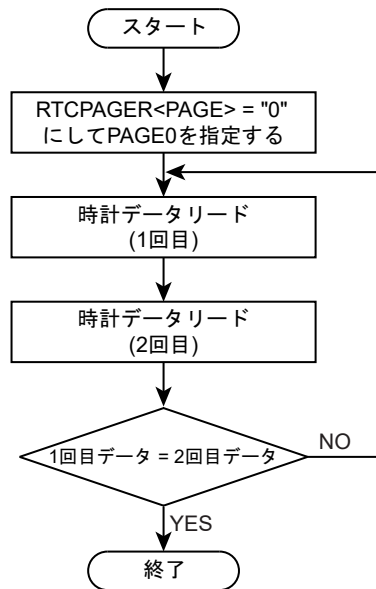 スタート
RTCPAGER<PAGE> = "0"
にしてPAGE0を指定する
時計データリード
(1回目)
時計データリード
(2回目)
1回目データ = 2回目データ
NO
YES
終了